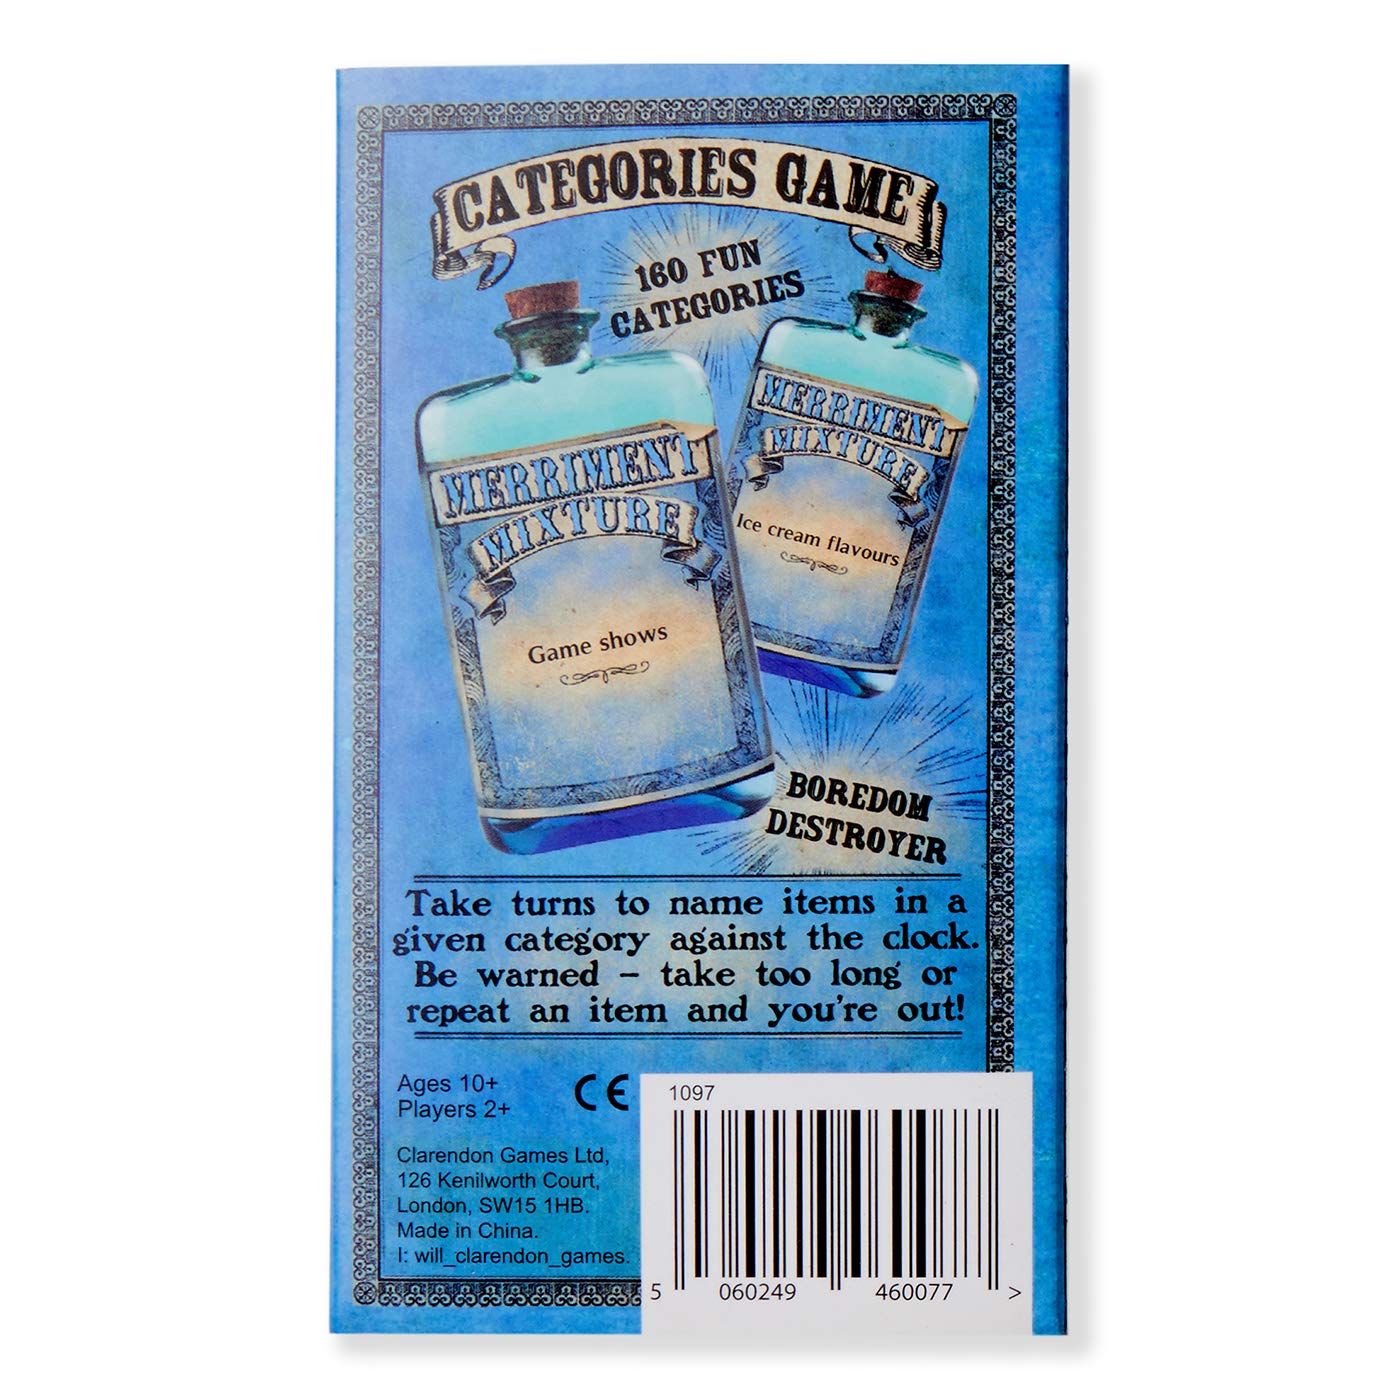 CATEGORIES GAME
160 FUN
CATEGORIES
MERRIMENT
MIXTURE
Game shows
MERRIMENT
MIXTURE
Ice cream flavours
BOREDOM
DESTROYER
Take turns to name items in a
given category against the clock.
Be warned – take too long or
repeat an item and you're out!
Ages 10+
Players 2+
CE
Clarendon Games Ltd,
126 Kenilworth Court,
London, SW15 1HB.
Made in China.
I: will_clarendon_games.
1097
5 060249 460077 >